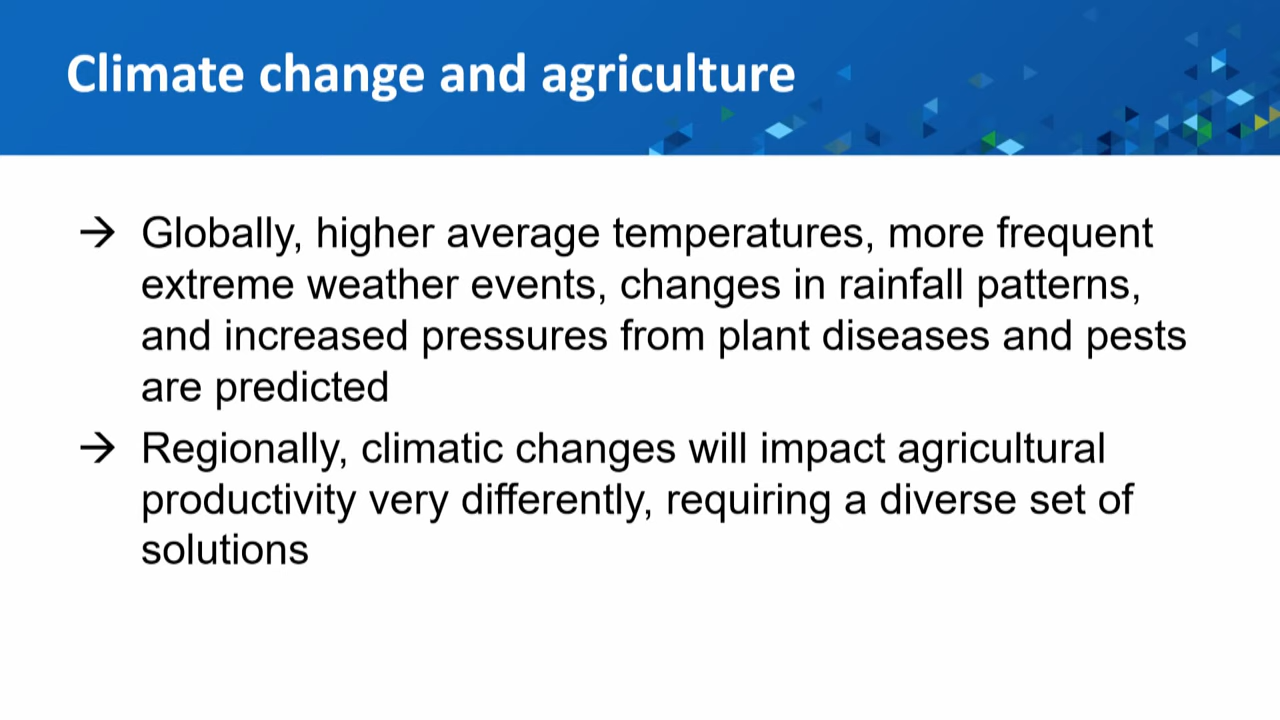 Climate change and agriculture
→ Globally, higher average temperatures, more frequent
extreme weather events, changes in rainfall patterns,
and increased pressures from plant diseases and pests
are predicted
→ Regionally, climatic changes will impact agricultural
productivity very differently, requiring a diverse set of
solutions